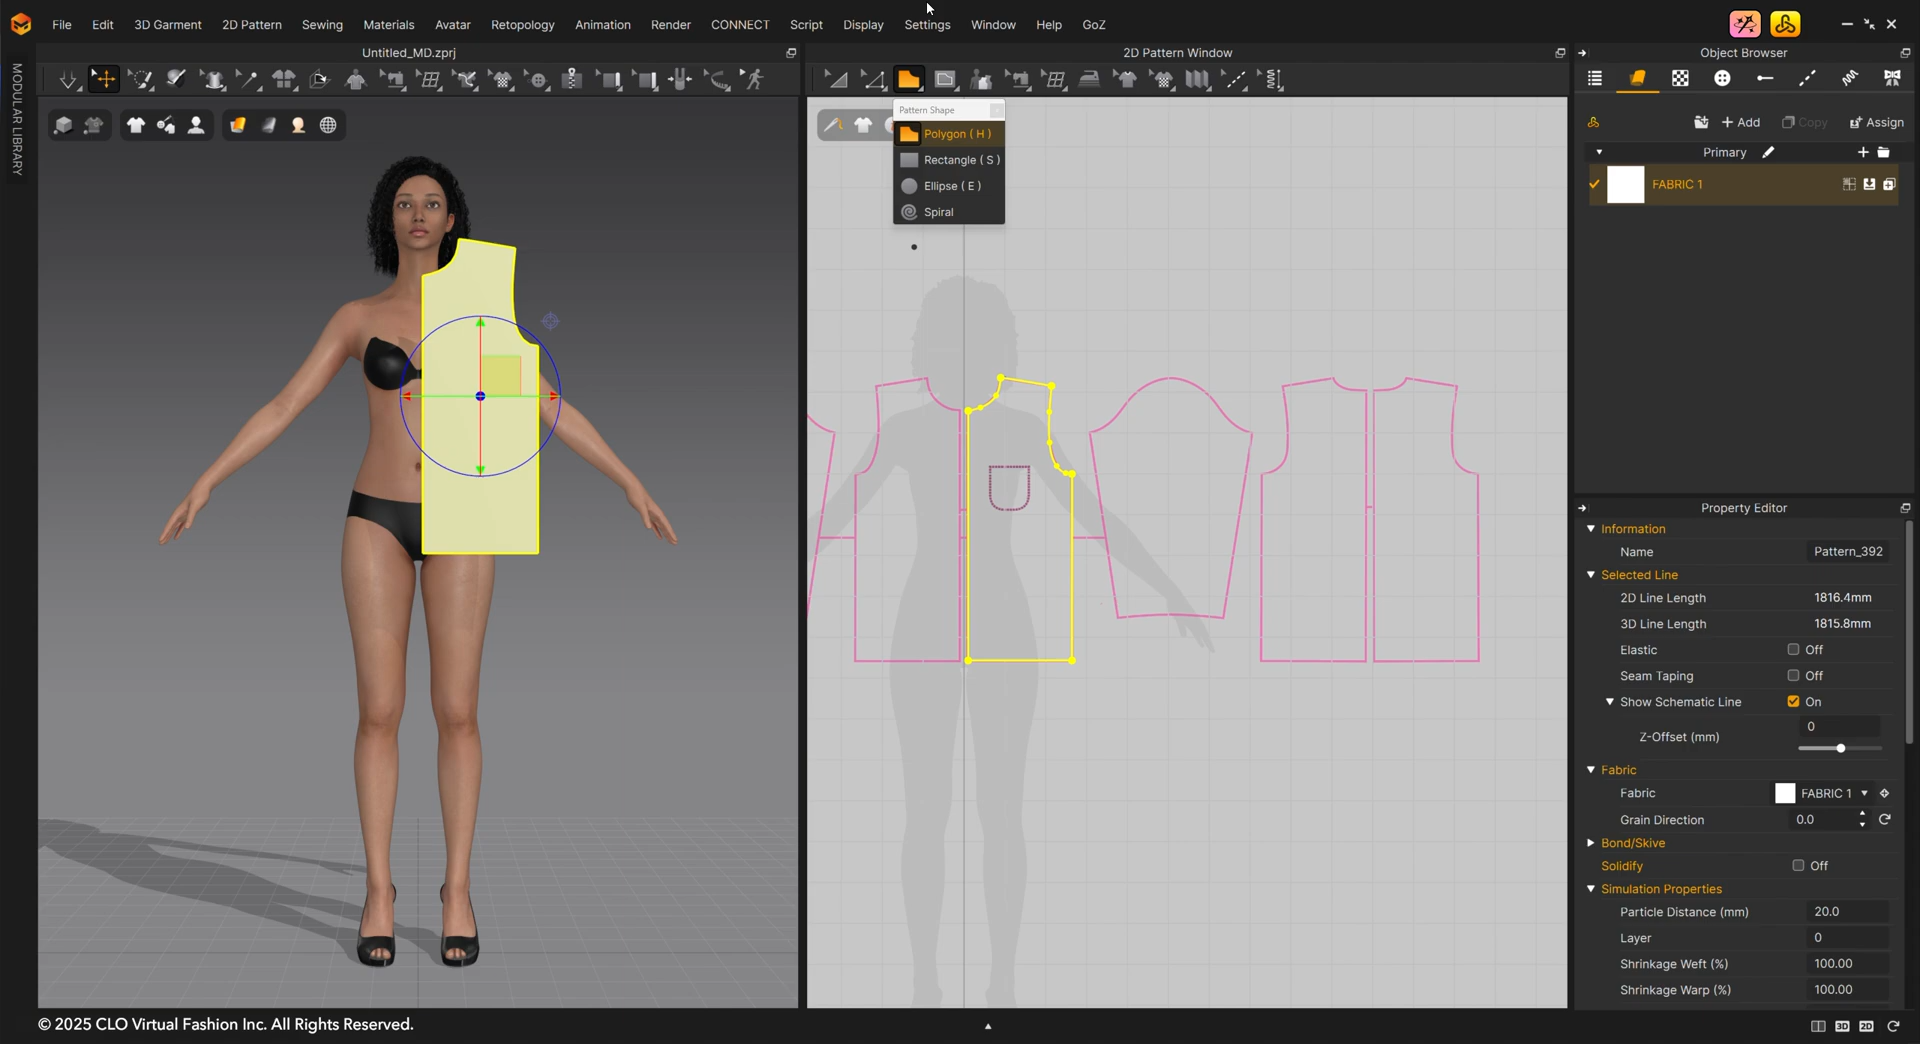 File Edit 3D Garment 2D Pattern Sewing Materials Avatar Retopology Animation Render CONNECT Script Display Settings Window Help GoZ
Untitled_MD.zprj
2D Pattern Window
Object Browser
MODULAR LIBRARY
Pattern Shape
Polygon ( H )
Rectangle ( S )
Ellipse ( E )
Spiral
+ Add Copy Assign
Primary
FABRIC 1
Property Editor
Information
Name Pattern_392
Selected Line
2D Line Length 1816.4mm
3D Line Length 1815.8mm
Elastic Off
Seam Taping Off
Show Schematic Line On
0
Z-Offset (mm)
Fabric
Fabric FABRIC 1
Grain Direction 0.0
Bond/Skive
Solidify Off
Simulation Properties
Particle Distance (mm) 20.0
Layer 0
Shrinkage Weft (%) 100.00
Shrinkage Warp (%) 100.00
© 2025 CLO Virtual Fashion Inc. All Rights Reserved.
3D 2D